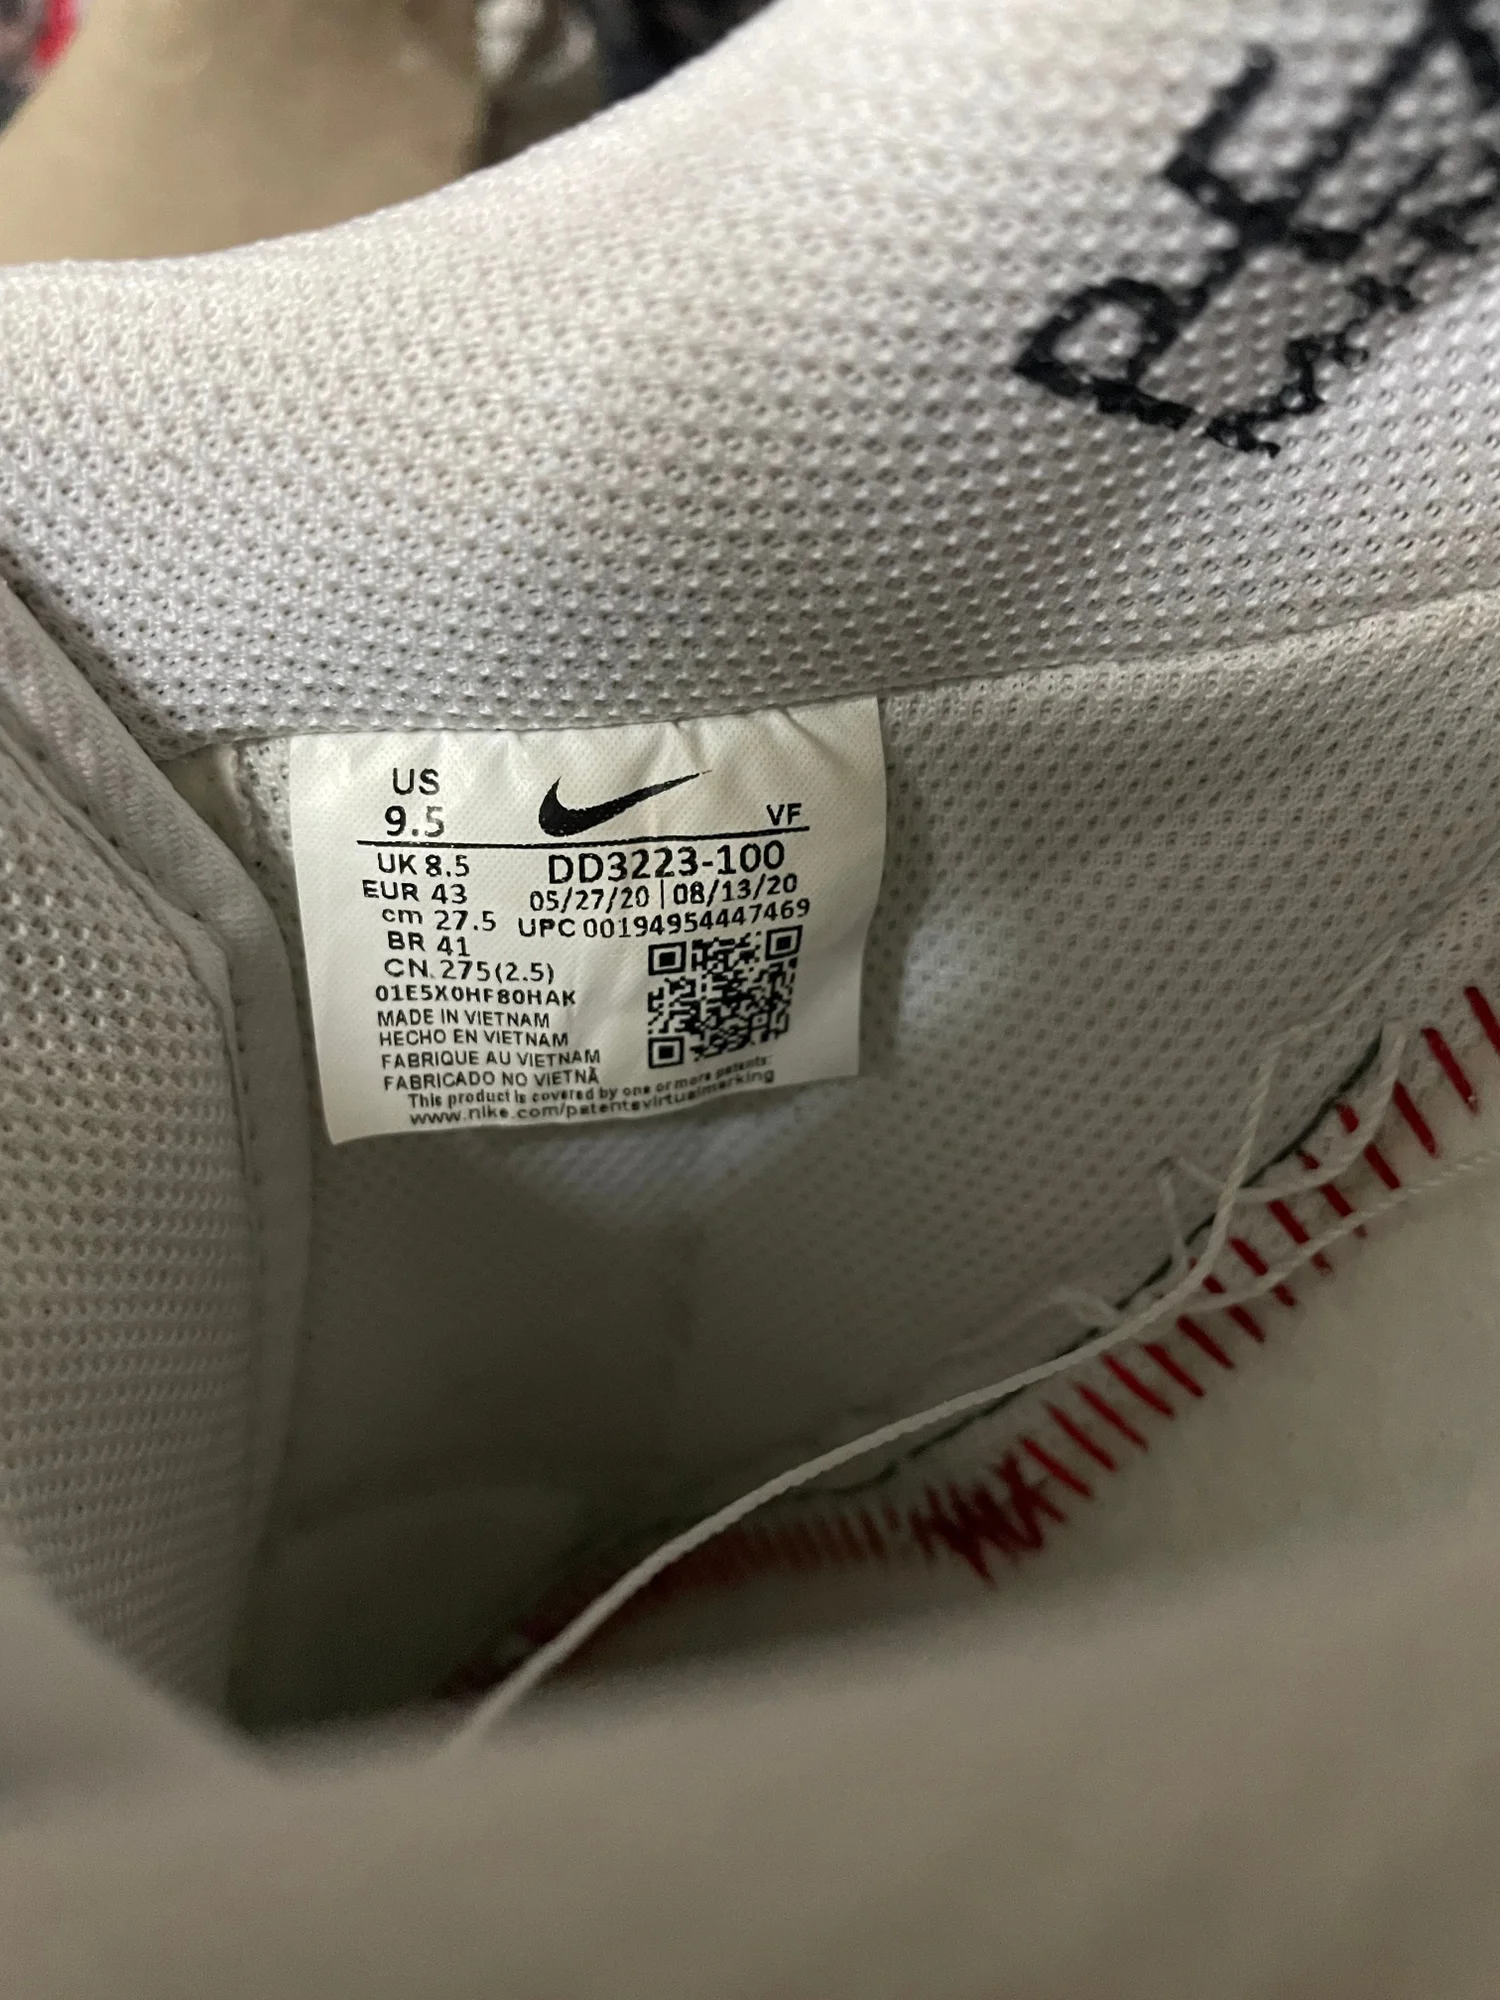 US
9.5
VF
UK 8.5
DD3223-100
EUR 43
05/27/20 | 08/13/20
cm 27.5
UPC 00194954447469
BR 41
CN. 275(2.5)
01E5X0HF80HAK
MADE IN VIETNAM
HECHO EN VIETNAM
FABRIQUE AU VIETNAM
FABRICADO NO VIETNÃ
This product is covered by one or more patents:
www.nike.com/patentsvirtualmarking